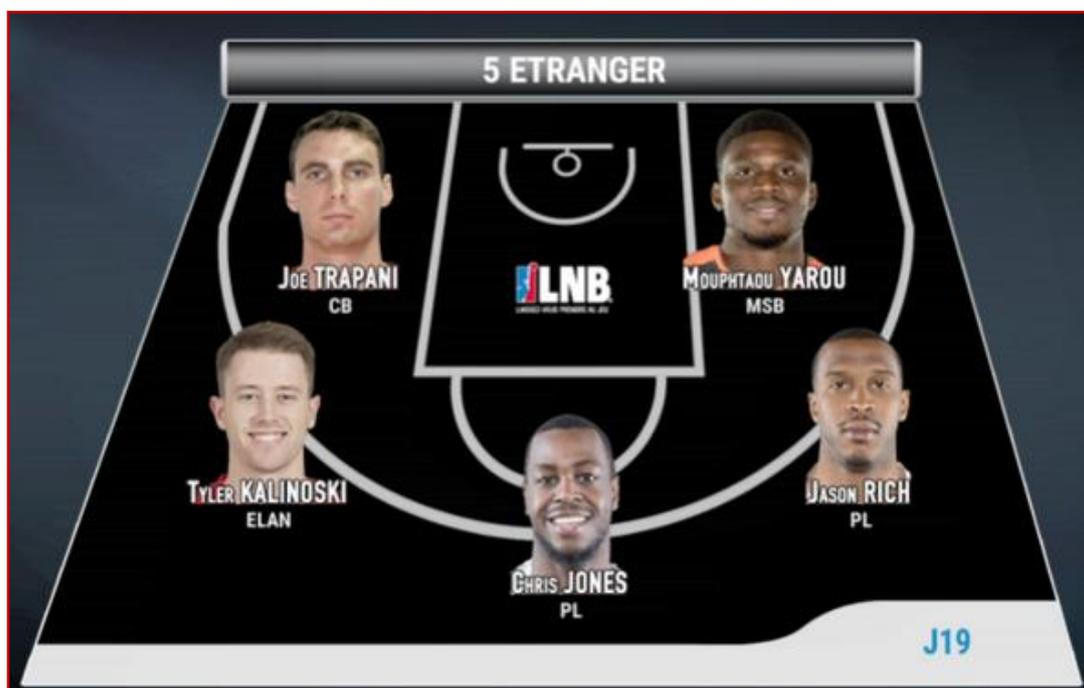 5 ETRANGER
Joe TRAPANI
CB
Mouphtaou YAROU
MSB
LNB
Tyler KALINOSKI
ELAN
Jason RICH
PL
Chris JONES
PL
J19